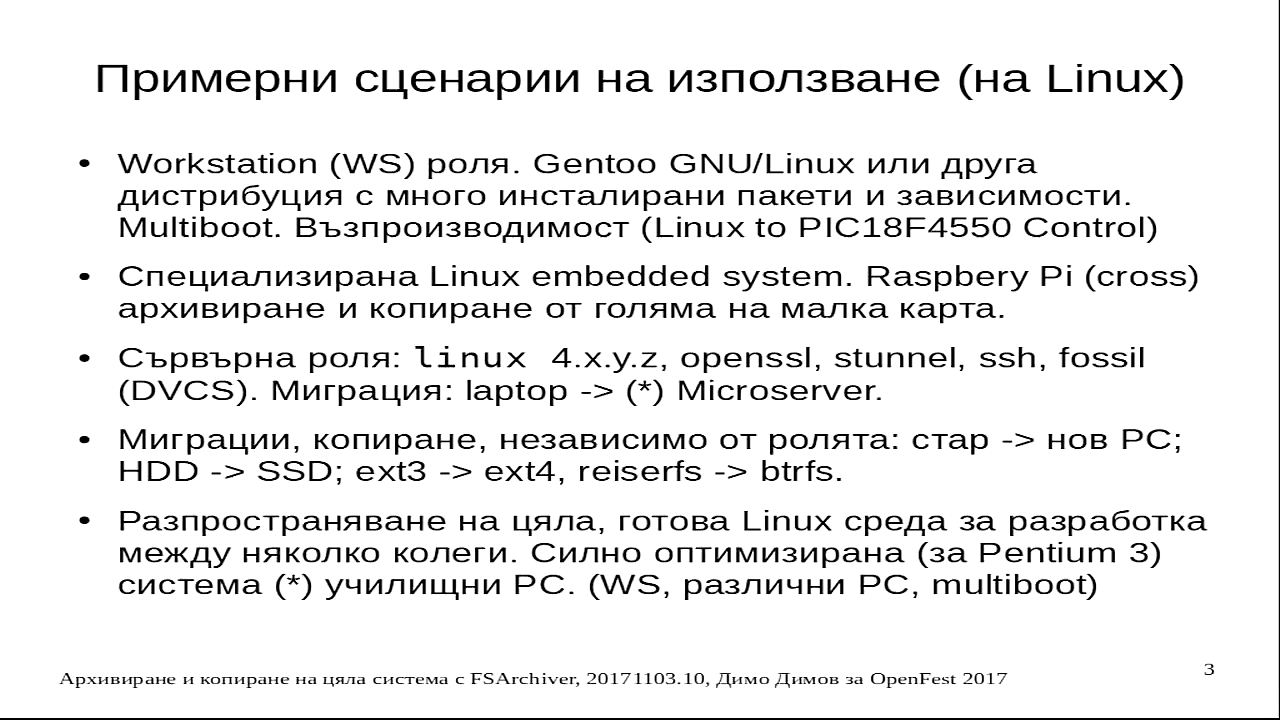 Примерни сценарии на използване (на Linux)
• Workstation (WS) роля. Gentoo GNU/Linux или друга
дистрибуция с много инсталирани пакети и зависимости.
Multiboot. Възпроизводимост (Linux to PIC18F4550 Control)
• Специализирана Linux embedded system. Raspbery Pi (cross)
архивиране и копиране от голяма на малка карта.
• Сървърна роля: linux 4.x.y.z, openssl, stunnel, ssh, fossil
(DVCS). Миграция: laptop -> (*) Microserver.
• Миграции, копиране, независимо от ролята: стар -> нов PC;
HDD -> SSD; ext3 -> ext4, reiserfs -> btrfs.
• Разпространяване на цяла, готова Linux среда за разработка
между няколко колеги. Силно оптимизирана (за Pentium 3)
система (*) училищни PC. (WS, различни PC, multiboot)
Архивиране и копиране на цяла система с FSArchiver, 20171103.10, Димо Димов за OpenFest 2017
3